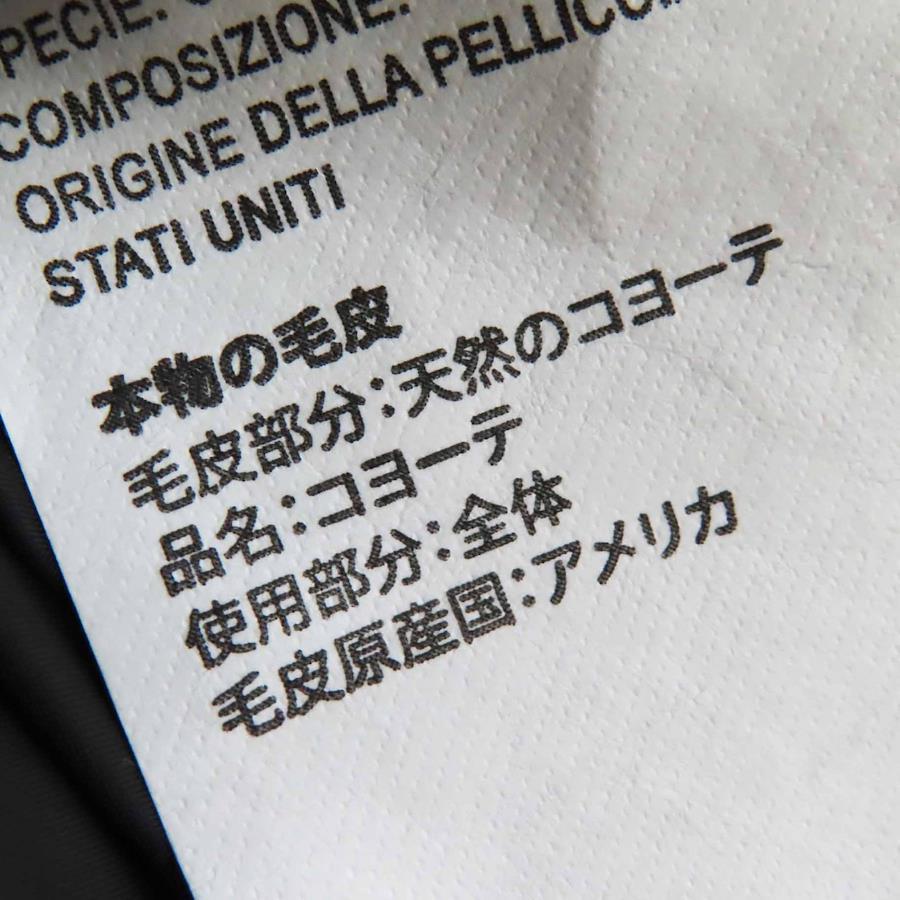 PECIE:
COMPOSIZIONE:
ORIGINE DELLA
STATI UNITI
本物の毛皮
毛皮部分:天然のコヨーテ
品名:コヨーテ
使用部分:全体
毛皮原産国:アメリカ